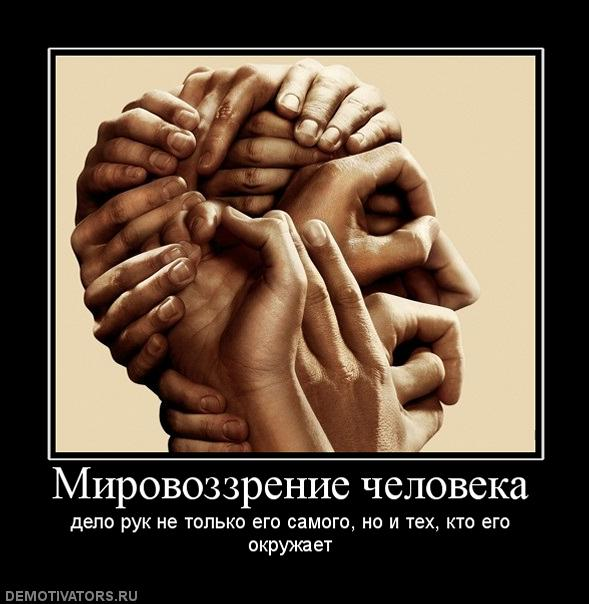 Мировоззрение человека
дело рук не только его самого, но и тех, кто его
окружает
DEMOTIVATORS.RU